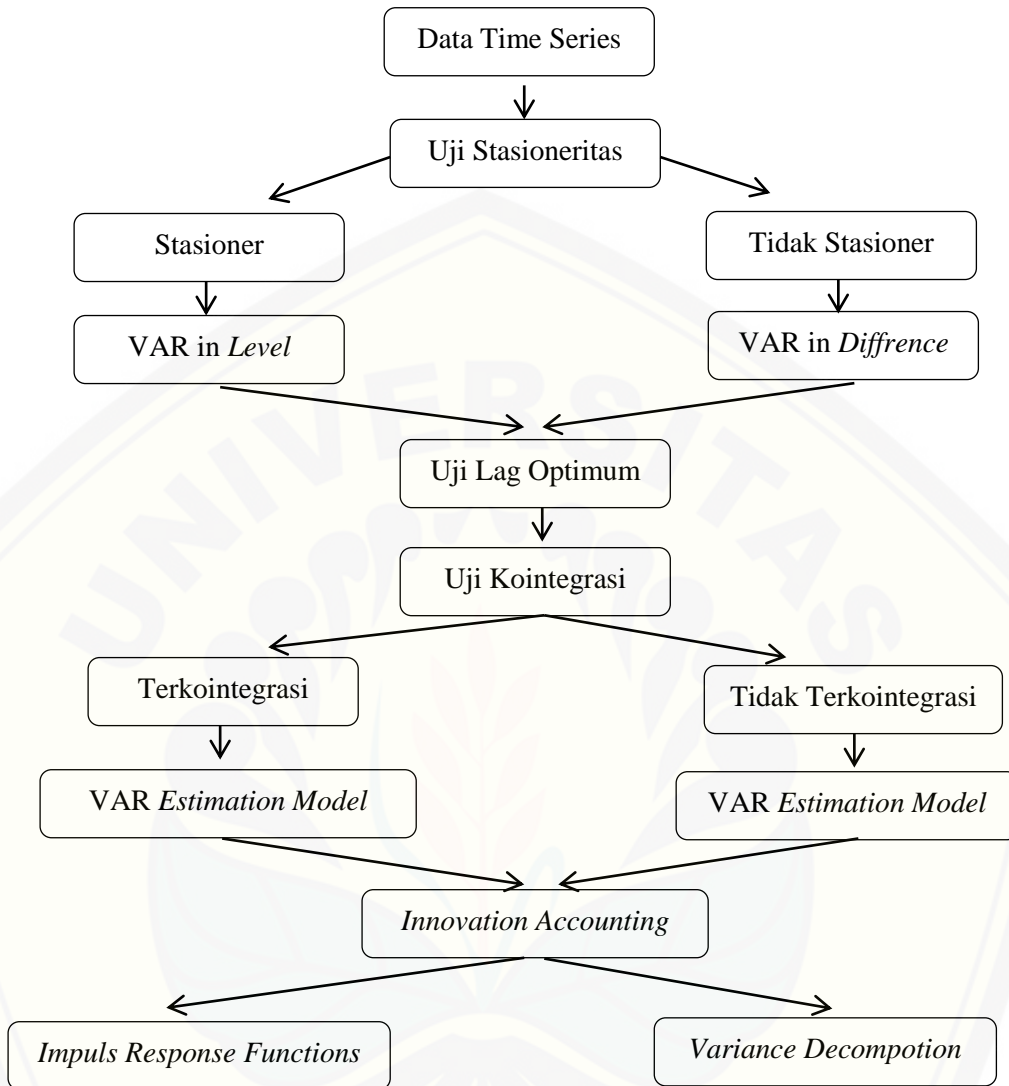 Data Time Series
Uji Stasioneritas
Stasioner
Tidak Stasioner
VAR in Level
VAR in Diffrence
Uji Lag Optimum
UNIVERSITAS
Uji Kointegrasi
Terkointegrasi
Tidak Terkointegrasi
VAR Estimation Model
VAR Estimation Model
Innovation Accounting
Impuls Response Functions
Variance Decompotion